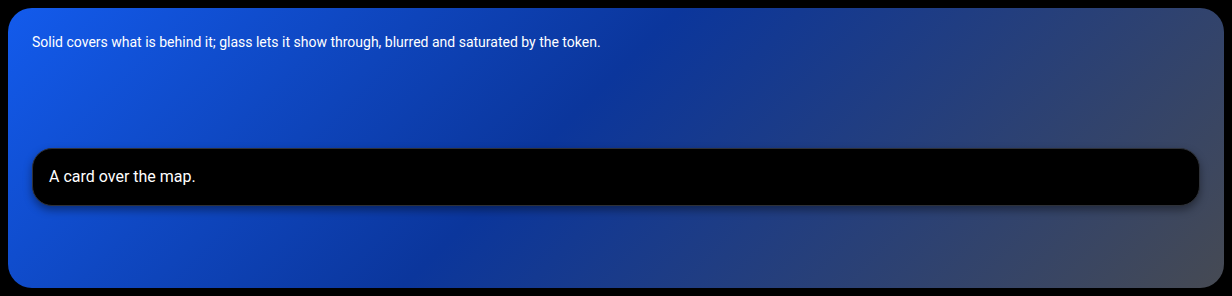 Solid covers what is behind it; glass lets it show through, blurred and saturated by the token.
A card over the map.